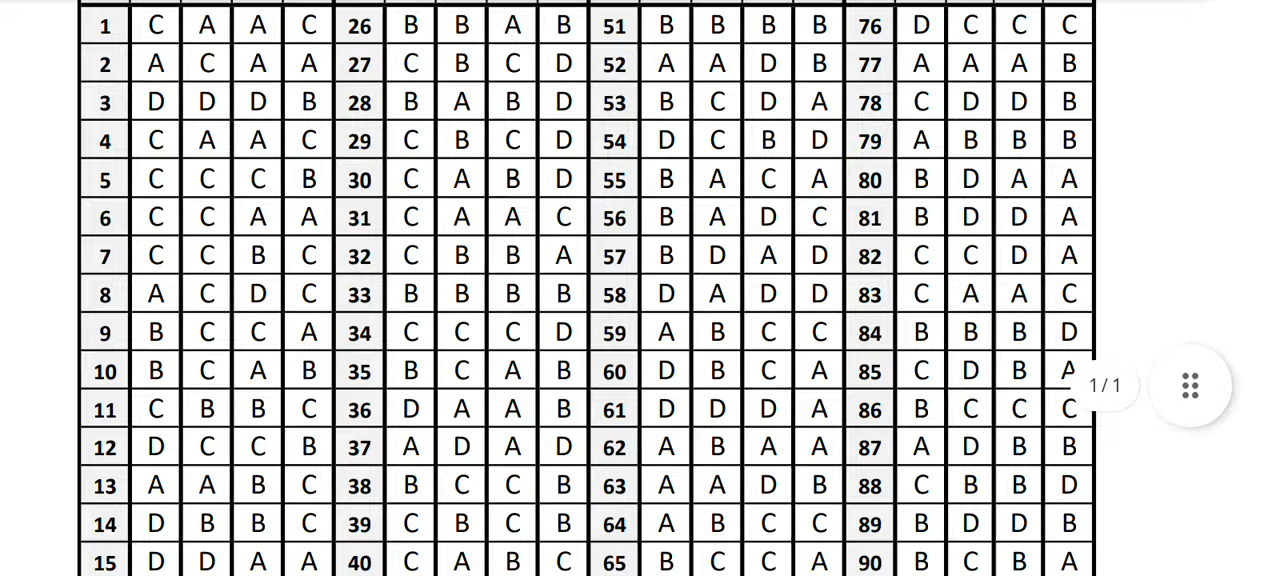 1 C A A C 26 B B A B 51 B B B B 76 D C C C
2 A C A A 27 C B C D 52 A A D B 77 A A A B
3 D D D B 28 B A B D 53 B C D A 78 C D D B
4 C A A C 29 C B C D 54 D C B D 79 A B B B
5 C C C B 30 C A B D 55 B A C A 80 B D A A
6 C C A A 31 C A A C 56 B A D C 81 B D D A
7 C C B C 32 C B B A 57 B D A D 82 C C D A
8 A C D C 33 B B B B 58 D A D D 83 C A A C
9 B C C A 34 C C C D 59 A B C C 84 B B B D
10 B C A B 35 B C A B 60 D B C A 85 C D B A
1/1
11 C B B C 36 D A A B 61 D D D A 86 B C C C
12 D C C B 37 A D A D 62 A B A A 87 A D B B
13 A A B C 38 B C C B 63 A A D B 88 C B B D
14 D B B C 39 C B C B 64 A B C C 89 B D D B
15 D D A A 40 C A B C 65 B C C A 90 B C B A